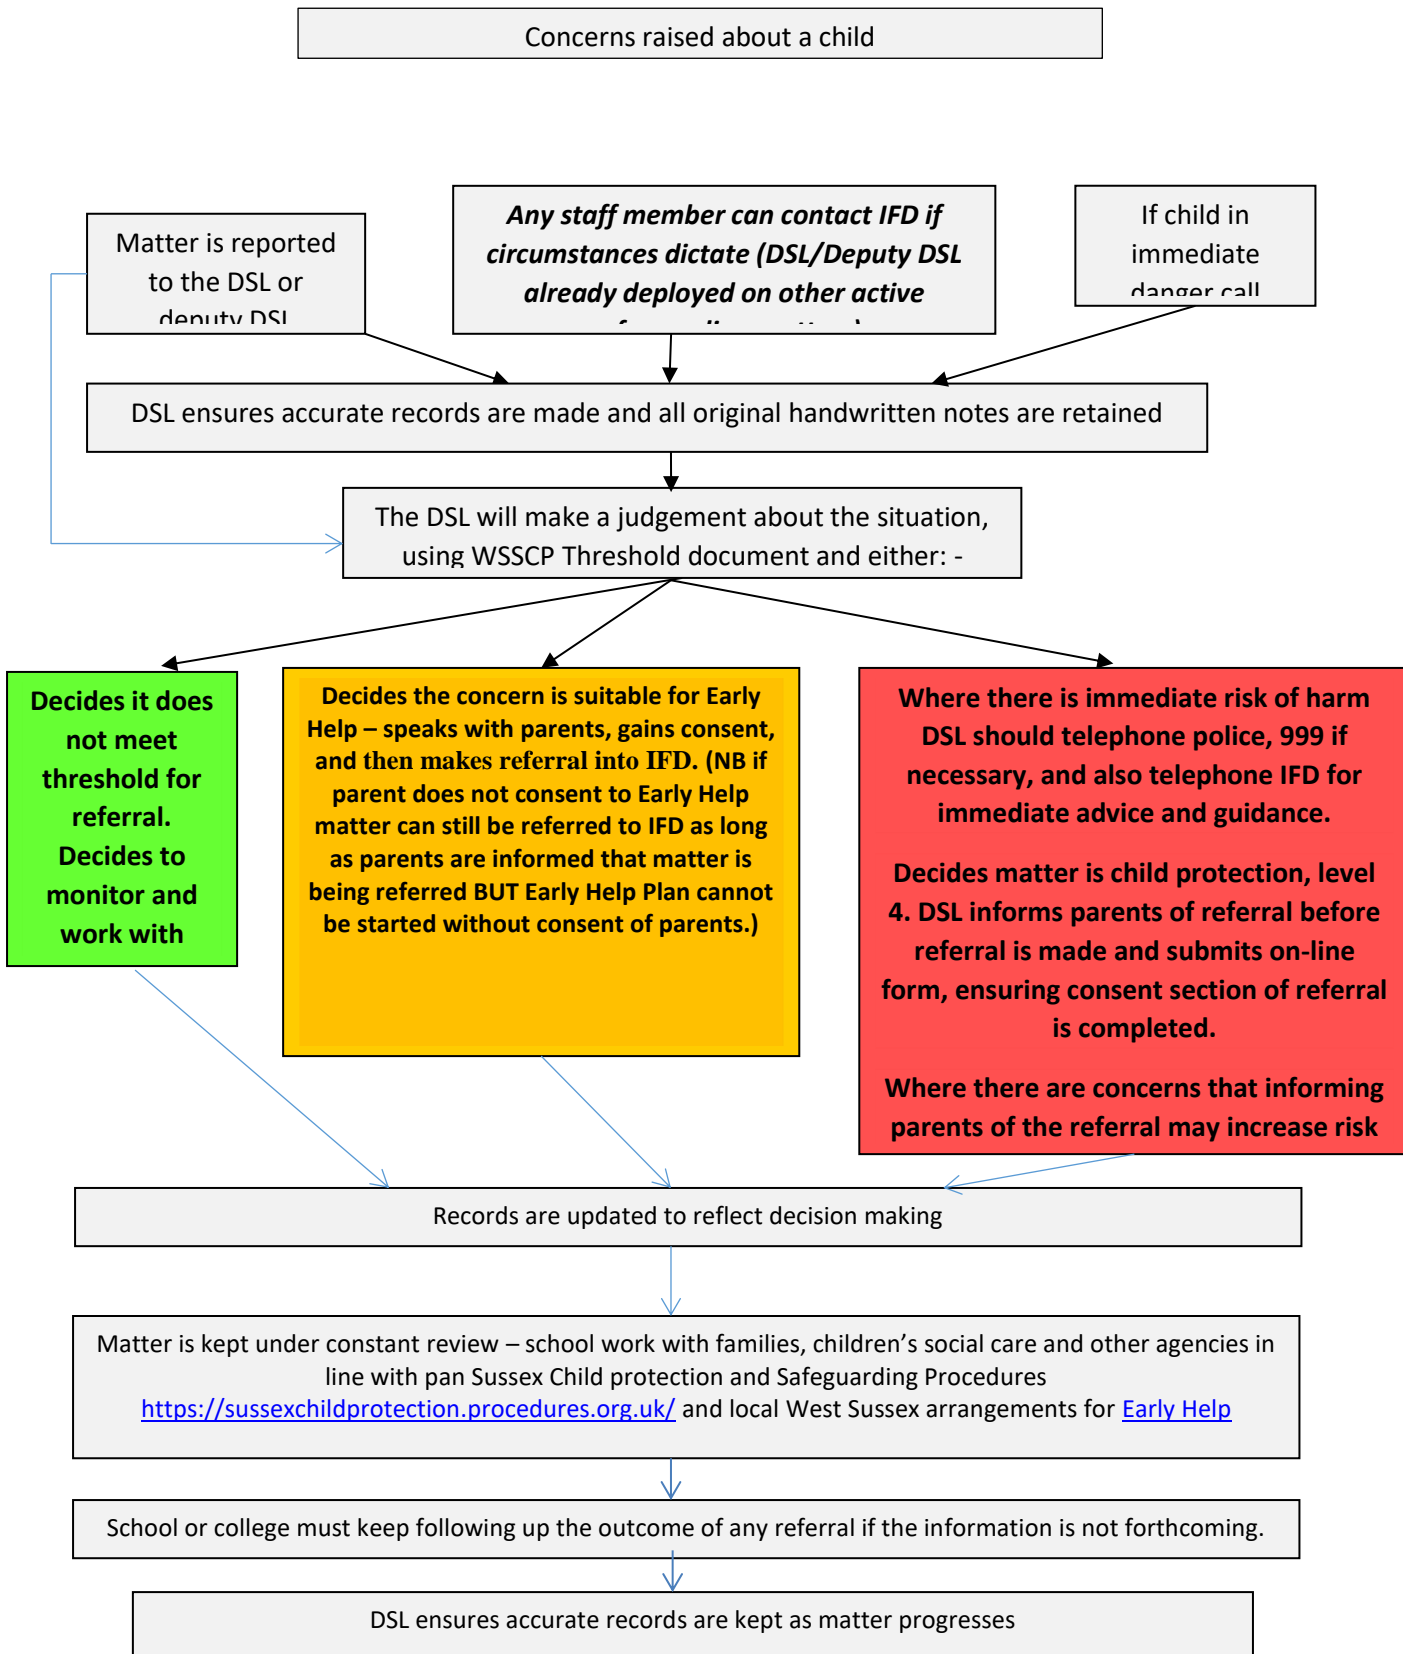 Concerns raised about a child
Matter is reported
to the DSL or
deputy DSL
Any staff member can contact IFD if
circumstances dictate (DSL/Deputy DSL
already deployed on other active
If child in
immediate
danger call
DSL ensures accurate records are made and all original handwritten notes are retained
The DSL will make a judgement about the situation,
using WSSCP Threshold document and either: -
Decides it does
not meet
threshold for
referral.
Decides to
monitor and
work with
Decides the concern is suitable for Early
Help – speaks with parents, gains consent,
and then makes referral into IFD. (NB if
parent does not consent to Early Help
matter can still be referred to IFD as long
as parents are informed that matter is
being referred BUT Early Help Plan cannot
be started without consent of parents.)
Where there is immediate risk of harm
DSL should telephone police, 999 if
necessary, and also telephone IFD for
immediate advice and guidance.
Decides matter is child protection, level
4. DSL informs parents of referral before
referral is made and submits on-line
form, ensuring consent section of referral
is completed.
Where there are concerns that informing
parents of the referral may increase risk
Records are updated to reflect decision making
Matter is kept under constant review – school work with families, children’s social care and other agencies in
line with pan Sussex Child protection and Safeguarding Procedures
https://sussexchildprotection.procedures.org.uk/ and local West Sussex arrangements for Early Help
School or college must keep following up the outcome of any referral if the information is not forthcoming.
DSL ensures accurate records are kept as matter progresses